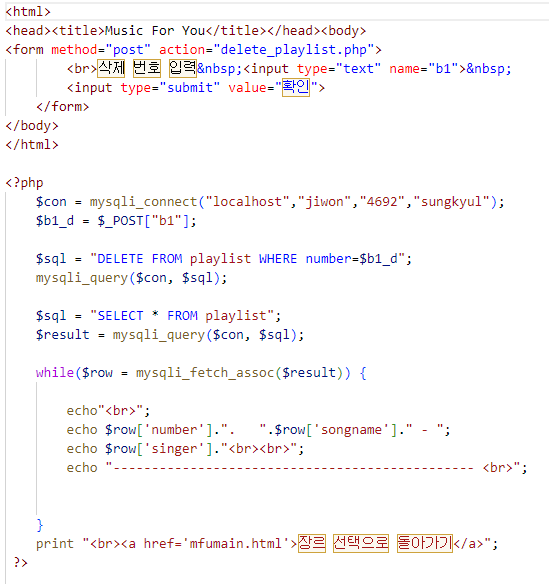 <html>
<head><title>Music For You</title></head><body>
<form method="post" action="delete_playlist.php">
<br>삭제 번호 입력&nbsp;<input type="text" name="b1">&nbsp;
<input type="submit" value="확인">
</form>
</body>
</html>
<?php
$con = mysqli_connect("localhost","jiwon","4692","sungkyul");
$b1_d = $_POST["b1"];
$sql = "DELETE FROM playlist WHERE number=$b1_d";
mysqli_query($con, $sql);
$sql = "SELECT * FROM playlist";
$result = mysqli_query($con, $sql);
while($row = mysqli_fetch_assoc($result)) {
echo"<br>";
echo $row['number'].".   ".$row['songname']." - ";
echo $row['singer']."<br><br>";
echo "----------------------------------------------- <br>";
}
print "<br><a href='mfumain.html'>장르 선택으로 돌아가기</a>";
?>